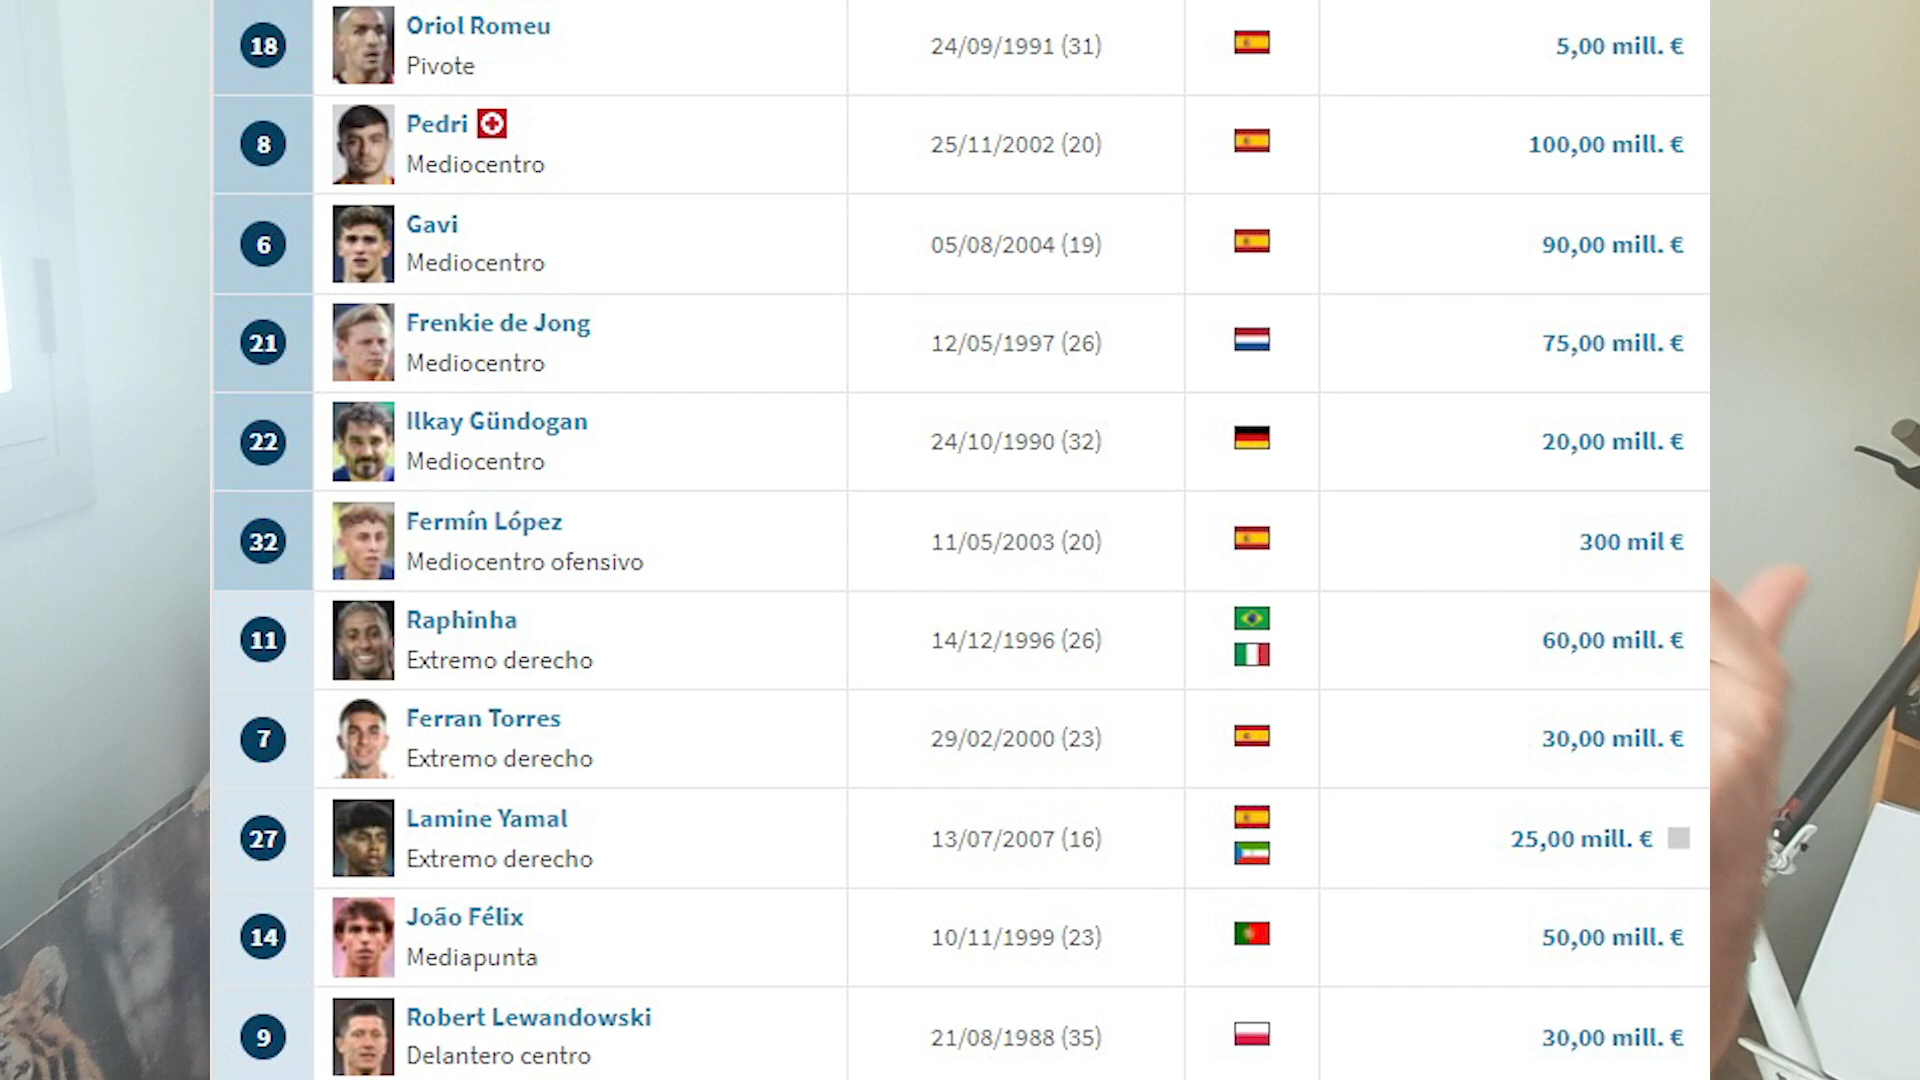 18 Oriol Romeu 24/09/1991 (31) 5,00 mill. €
Pivote
8 Pedri 25/11/2002 (20) 100,00 mill. €
Mediocentro
6 Gavi 05/08/2004 (19) 90,00 mill. €
Mediocentro
21 Frenkie de Jong 12/05/1997 (26) 75,00 mill. €
Mediocentro
22 Ilkay Gündogan 24/10/1990 (32) 20,00 mill. €
Mediocentro
32 Fermín López 11/05/2003 (20) 300 mil €
Mediocentro ofensivo
11 Raphinha 14/12/1996 (26) 60,00 mill. €
Extremo derecho
7 Ferran Torres 29/02/2000 (23) 30,00 mill. €
Extremo derecho
27 Lamine Yamal 13/07/2007 (16) 25,00 mill. €
Extremo derecho
14 João Félix 10/11/1999 (23) 50,00 mill. €
Mediapunta
9 Robert Lewandowski 21/08/1988 (35) 30,00 mill. €
Delantero centro